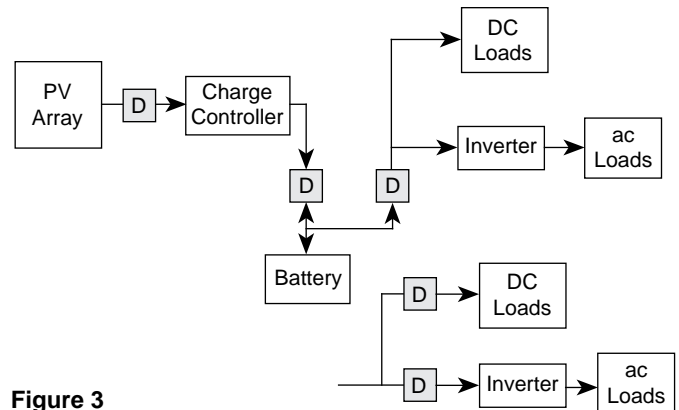 PV
Array
D
Charge
Controller
D
D
DC
Loads
Inverter
ac
Loads
Battery
D
DC
Loads
D
Inverter
ac
Loads
Figure 3